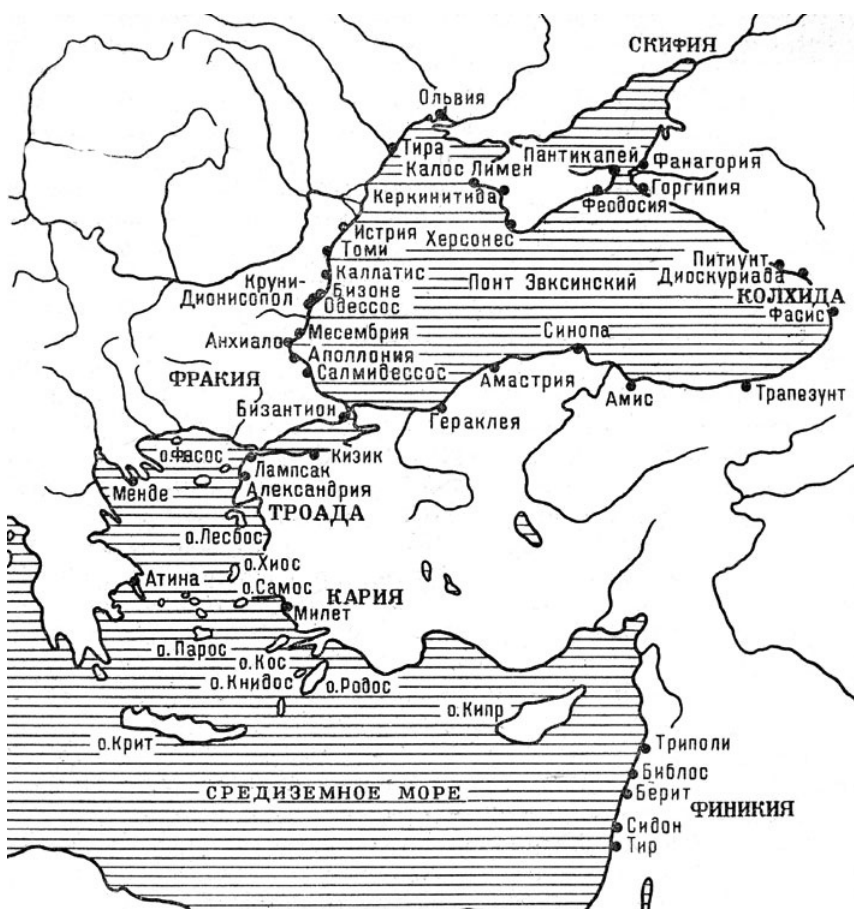 СКИФИЯ
Ольвия
Тира
Пантикапей
Фанагория
Калос Лимен
Керкинитида
Феодосия
Горгипия
Истрия
Херсонес
Томи
Питиунт
Каллатис
Понт Эвксинский
Диоскуриада
Круни-
Дионисопол
Бизоне
Одессос
КОЛХИДА
Фасис
Месембрия
Синопа
Анхиало
Аполлония
ФРАКИЯ
Салмидессос
Амастрия
Амис
Трапезунт
Бизантион
Гераклея
о.Фасос
Кизик
Лампсак
Менде
Александрия
ТРОАДА
о.Лесбос
о.Хиос
Атина
о.Самос
КАРИЯ
Милет
о.Парос
о.Кос
о.Книдос
о.Родос
о.Кипр
о.Крит
Триполи
Библос
СРЕДИЗЕМНОЕ МОРЕ
Берит
ФИНИКИЯ
Сидон
Тир